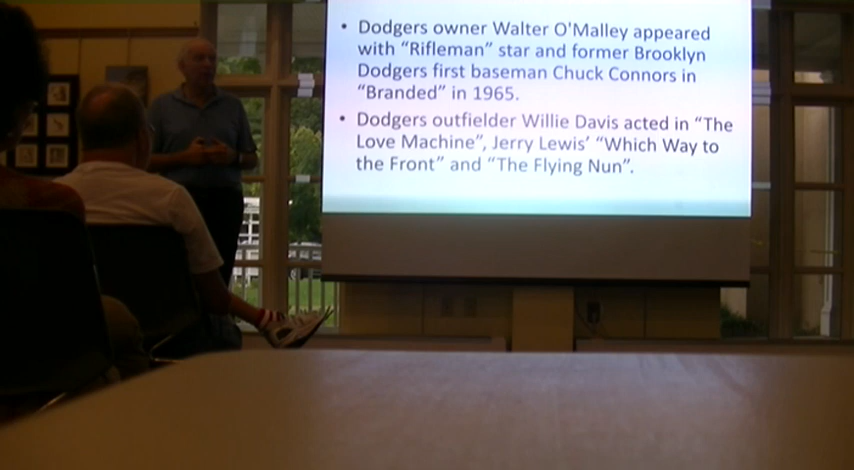 • Dodgers owner Walter O'Malley appeared
with “Rifleman” star and former Brooklyn
Dodgers first baseman Chuck Connors in
“Branded” in 1965.
• Dodgers outfielder Willie Davis acted in “The
Love Machine”, Jerry Lewis’ “Which Way to
the Front” and “The Flying Nun”.